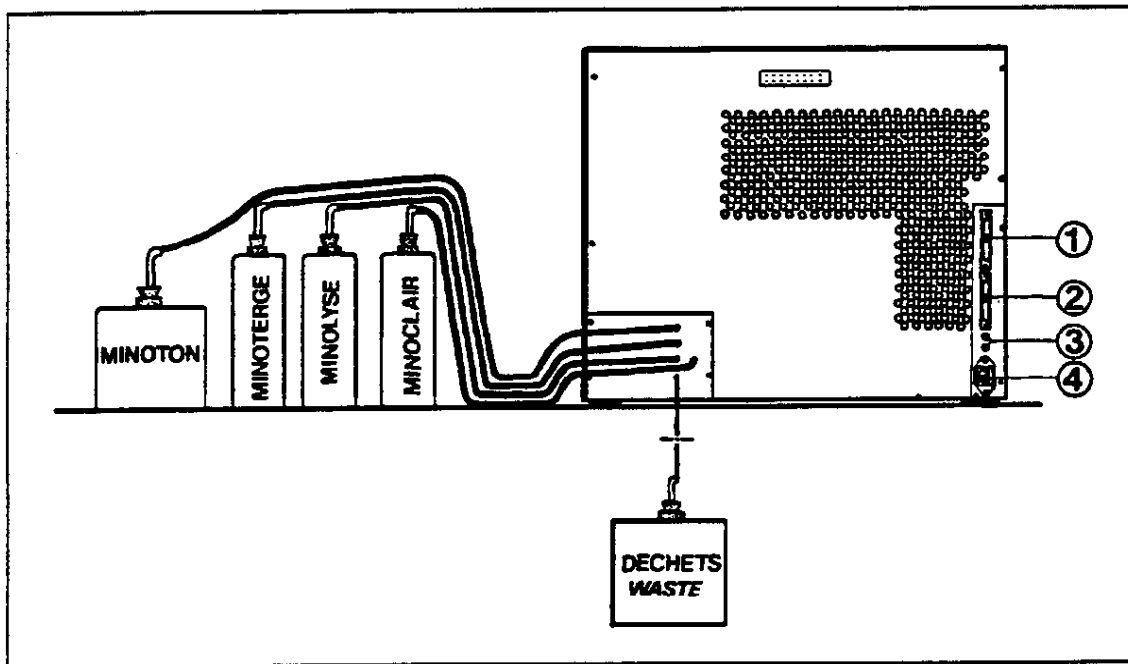 MINOTON
MINOTERGE
MINOLYSE
MINOCLAIR
1
2
3
4
DECHETS
WASTE